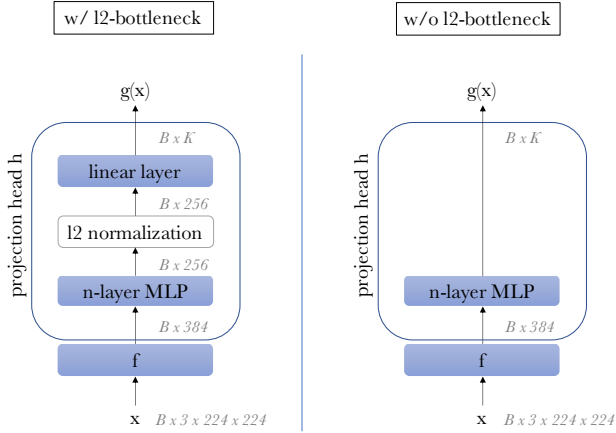 w/ l2-bottleneck
g(x)
B x K
linear layer
B x 256
l2 normalization
B x 256
n-layer MLP
B x 384
f
x B x 3 x 224 x 224
projection head h
w/o l2-bottleneck
g(x)
B x K
n-layer MLP
B x 384
f
x B x 3 x 224 x 224
projection head h